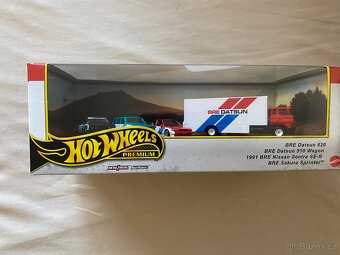 HOT WHEELS
PREMIUM
BRE DATSUN
BRE Datsun 620
BRE Datsun 510 Wagon
1991 BRE Nissan Sentra SE-R
BRE Sakura Sprinter™